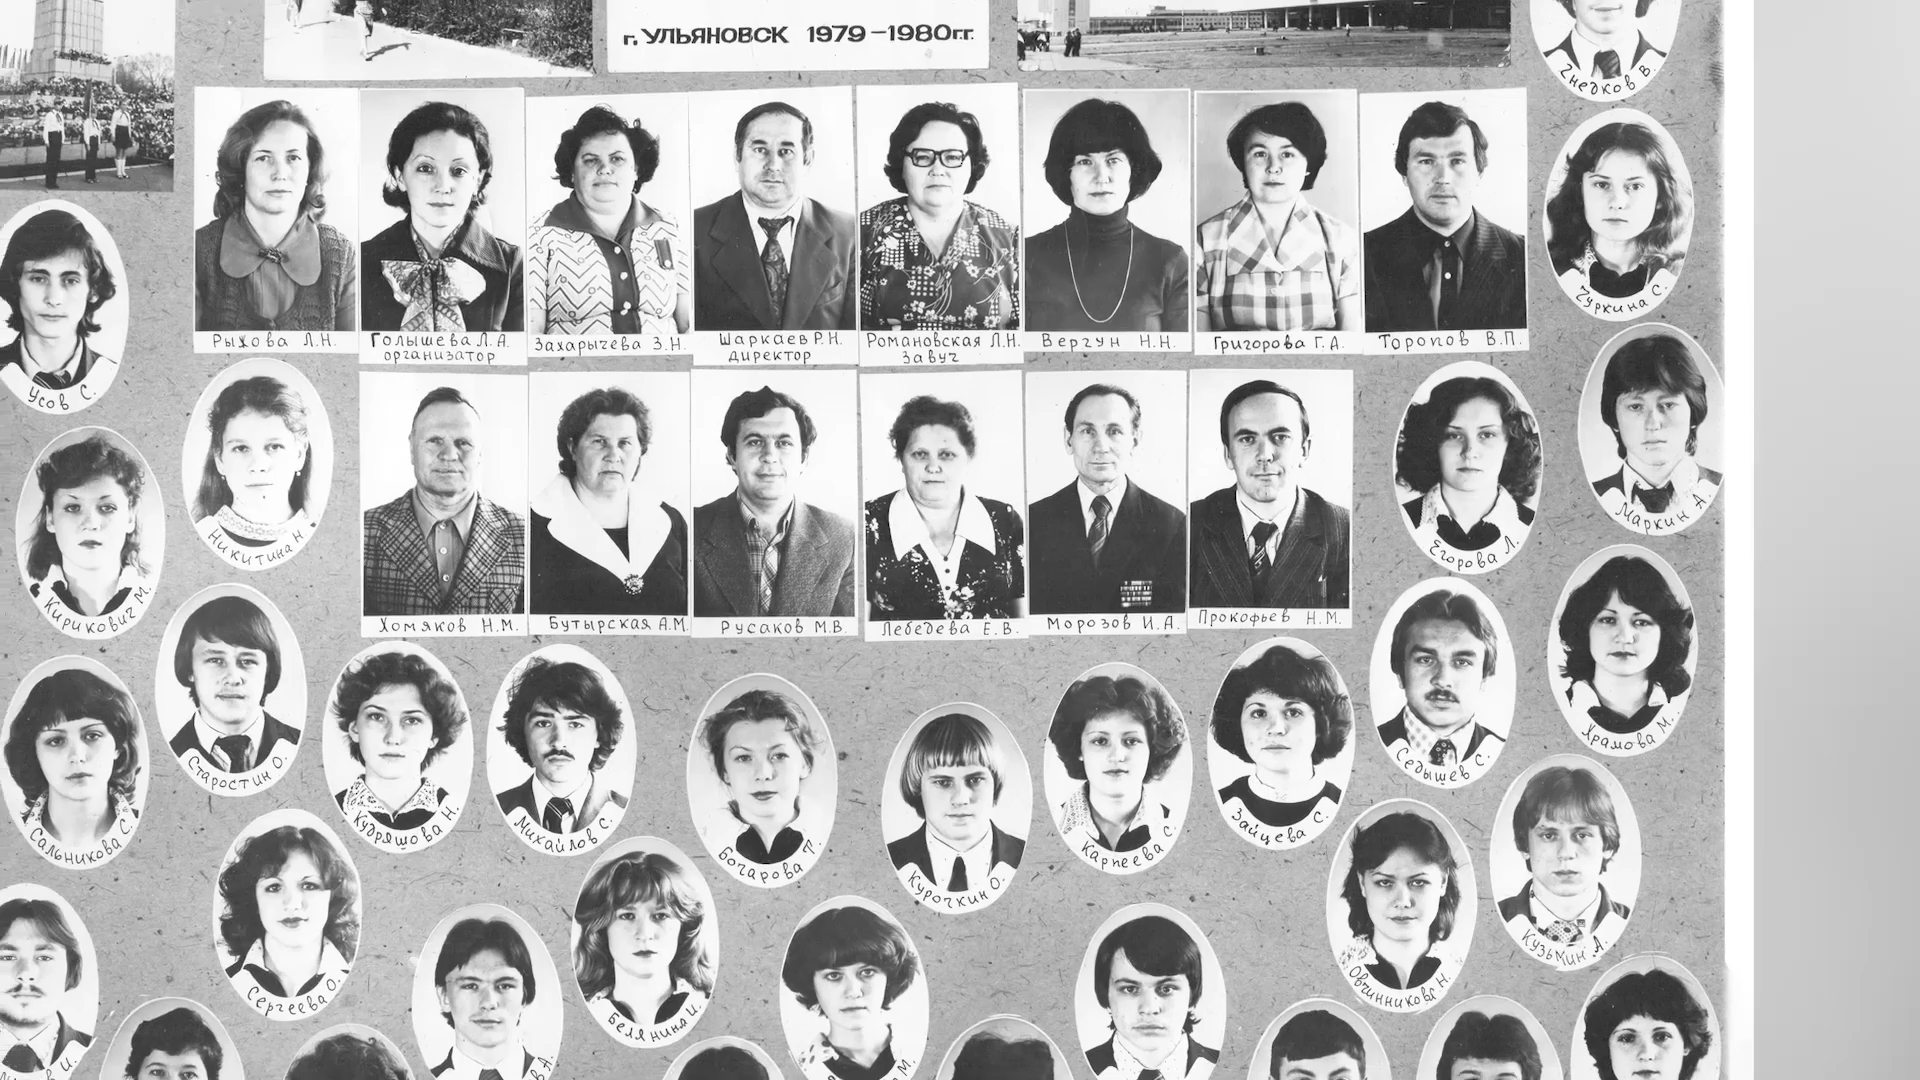 г. УЛЬЯНОВСК 1979-1980гг.
Рыхова Л.Н.
Голышева Л.А.
организатор
Захарычева З.Н.
Шаркаев Р.Н.
директор
Романовская Л.Н.
завуч
Вергун Н.Н.
Григорова Г.А.
Торопов В.П.
Чуркина С.
Усов С.
Хомяков Н.М.
Бутырская А.М.
Русаков М.В.
Лебедева Е.В.
Морозов И.А.
Прокофьев Н.М.
Никитина Н
Егорова Л.
Маркин А.
Кирикович М.
Старостин О.
Кудряшова Н.
Михайлов С.
Бочарова
Курочкин О.
Карпеева С.
Зайцева С.
Седышев С.
Храмова М.
Сальникова С.
Сергеева О.
Белянина И.
Овчинникова Н.
Кузьмин А.